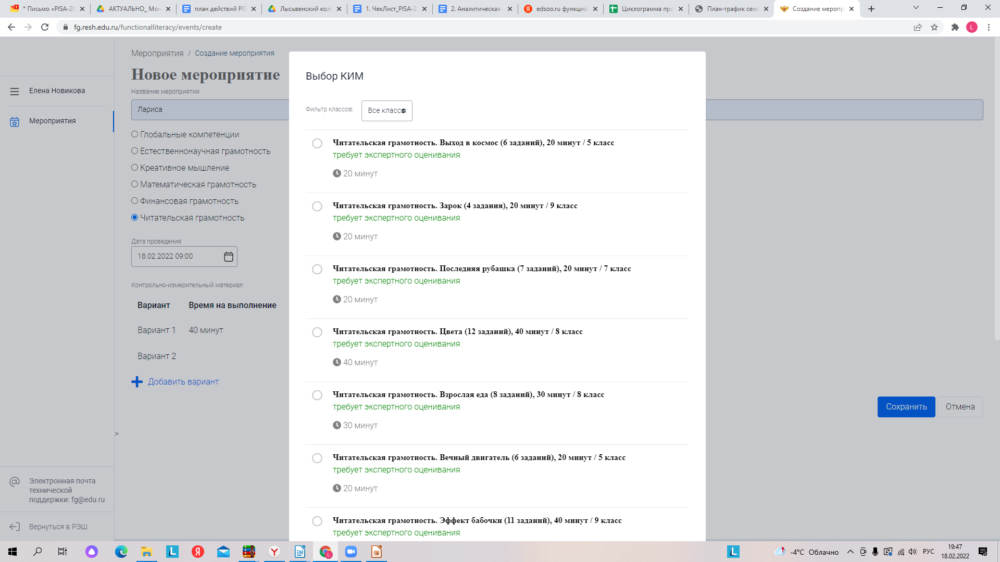 * Письмо «PISA-20
АКТУАЛЬНО_ Мон
план действий PIS
Лысьвенский колл
1. ЧекЛист_PISA-2
2. Аналитическая
edsoo.ru функцио
Циклограмма про
План-график семи
Создание меропр
fg.resh.edu.ru/functionalliteracy/events/create
L
Мероприятия / Создание мероприятия
Новое мероприятие
Название мероприятия
Лариса
Елена Новикова
Мероприятия
Глобальные компетенции
Естественнонаучная грамотность
Креативное мышление
Математическая грамотность
Финансовая грамотность
Читательская грамотность
Дата проведения
18.02.2022 09:00
Контрольно-измерительный материал
Вариант Время на выполнение
Вариант 1 40 минут
Вариант 2
Добавить вариант
>
Электронная почта
технической
поддержки: fg@edu.ru
Вернуться в РЭШ
Выбор КИМ
Фильтр классов: Все классы
Читательская грамотность. Выход в космос (6 заданий), 20 минут / 5 класс
требует экспертного оценивания
20 минут
Читательская грамотность. Зарок (4 задания), 20 минут / 9 класс
требует экспертного оценивания
20 минут
Читательская грамотность. Последняя рубашка (7 заданий), 20 минут / 7 класс
требует экспертного оценивания
20 минут
Читательская грамотность. Цвета (12 заданий), 40 минут / 8 класс
требует экспертного оценивания
40 минут
Читательская грамотность. Взрослая еда (8 заданий), 30 минут / 8 класс
требует экспертного оценивания
30 минут
Читательская грамотность. Вечный двигатель (6 заданий), 20 минут / 5 класс
требует экспертного оценивания
20 минут
Читательская грамотность. Эффект бабочки (11 заданий), 40 минут / 9 класс
требует экспертного оценивания
Сохранить Отмена
-4°C Облачно
РУС
19:47
18.02.2022